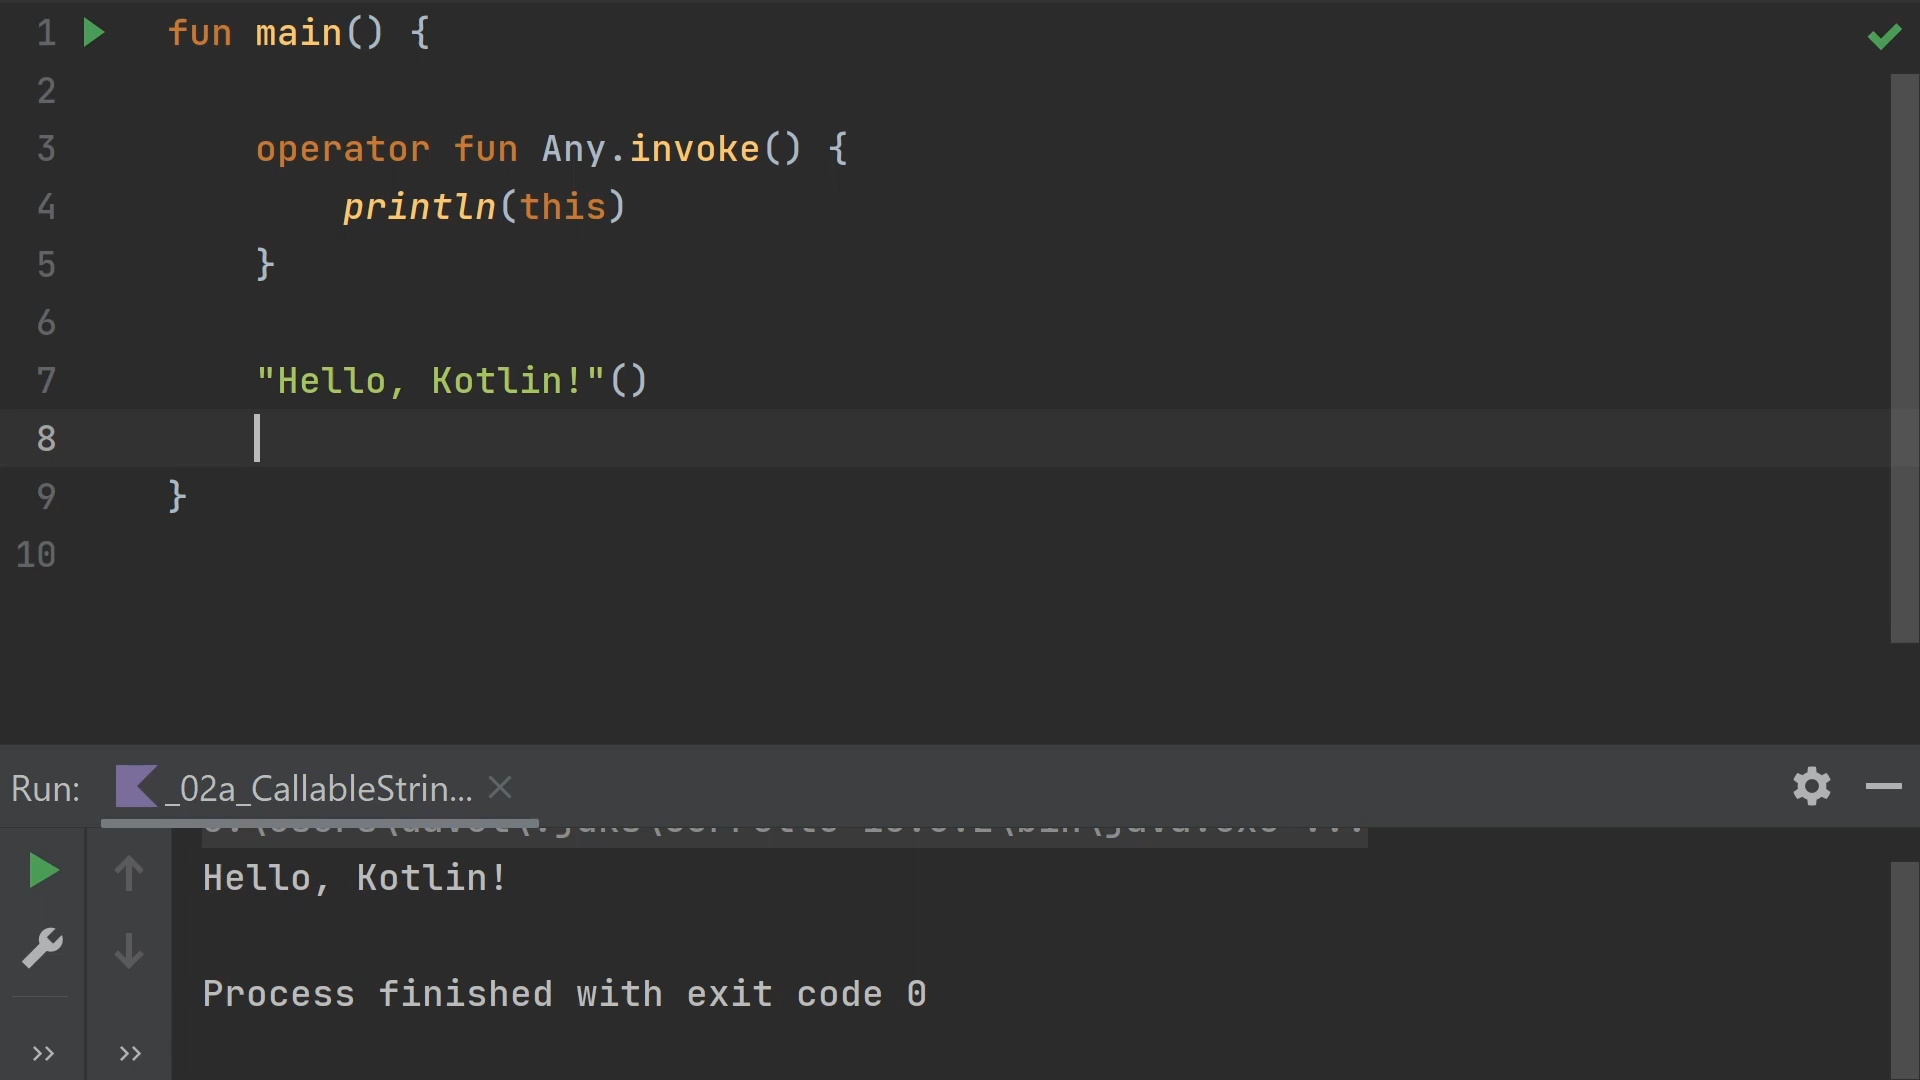 1 fun main() {
2
3 operator fun Any.invoke() {
4 println(this)
5 }
6
7 "Hello, Kotlin!"()
8
9 }
10
Run: _02a_CallableStrin...
Hello, Kotlin!
Process finished with exit code 0